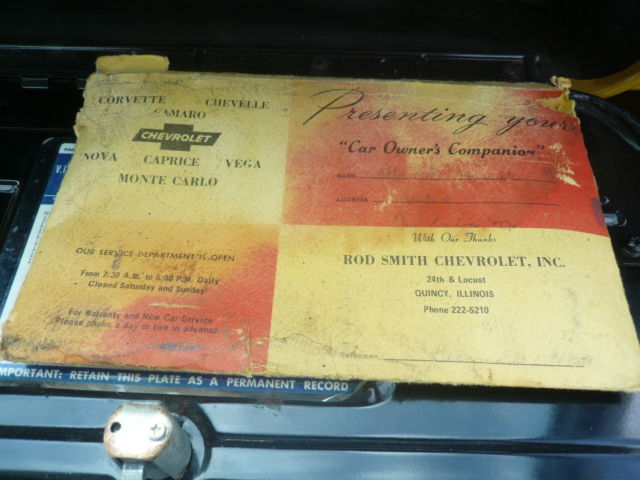 CORVETTE CHEVELLE
CAMARO
CHEVROLET
NOVA CAPRICE VEGA
MONTE CARLO
Presenting your
"Car Owner's Companion"
NAME
ADDRESS
OUR SERVICE DEPARTMENT IS OPEN
From 7:30 A.M. to 5:00 P.M. Daily
Closed Saturday and Sunday
For Warranty and New Car Service
Please phone a day or two in advance
With Our Thanks
ROD SMITH CHEVROLET, INC.
24th & Locust
QUINCY, ILLINOIS
Phone 222-5210
Salesman
IMPORTANT: RETAIN THIS PLATE AS A PERMANENT RECORD